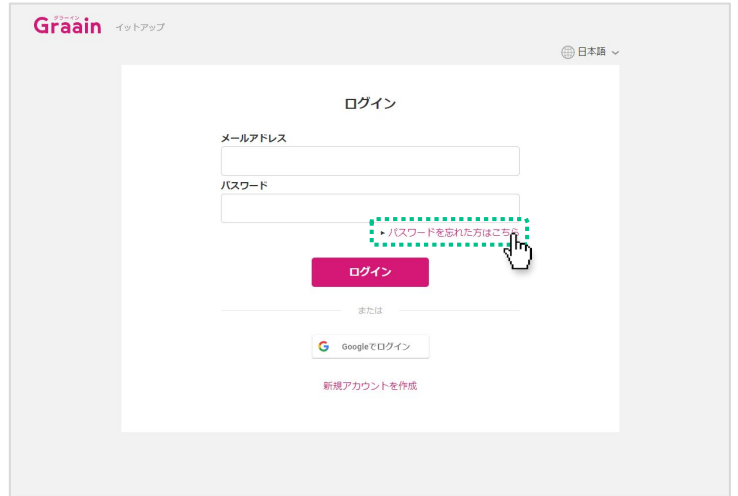 グラーイン
Graain イットアップ
日本語
ログイン
メールアドレス
パスワード
▸ パスワードを忘れた方はこちら
ログイン
または
G Googleでログイン
新規アカウントを作成